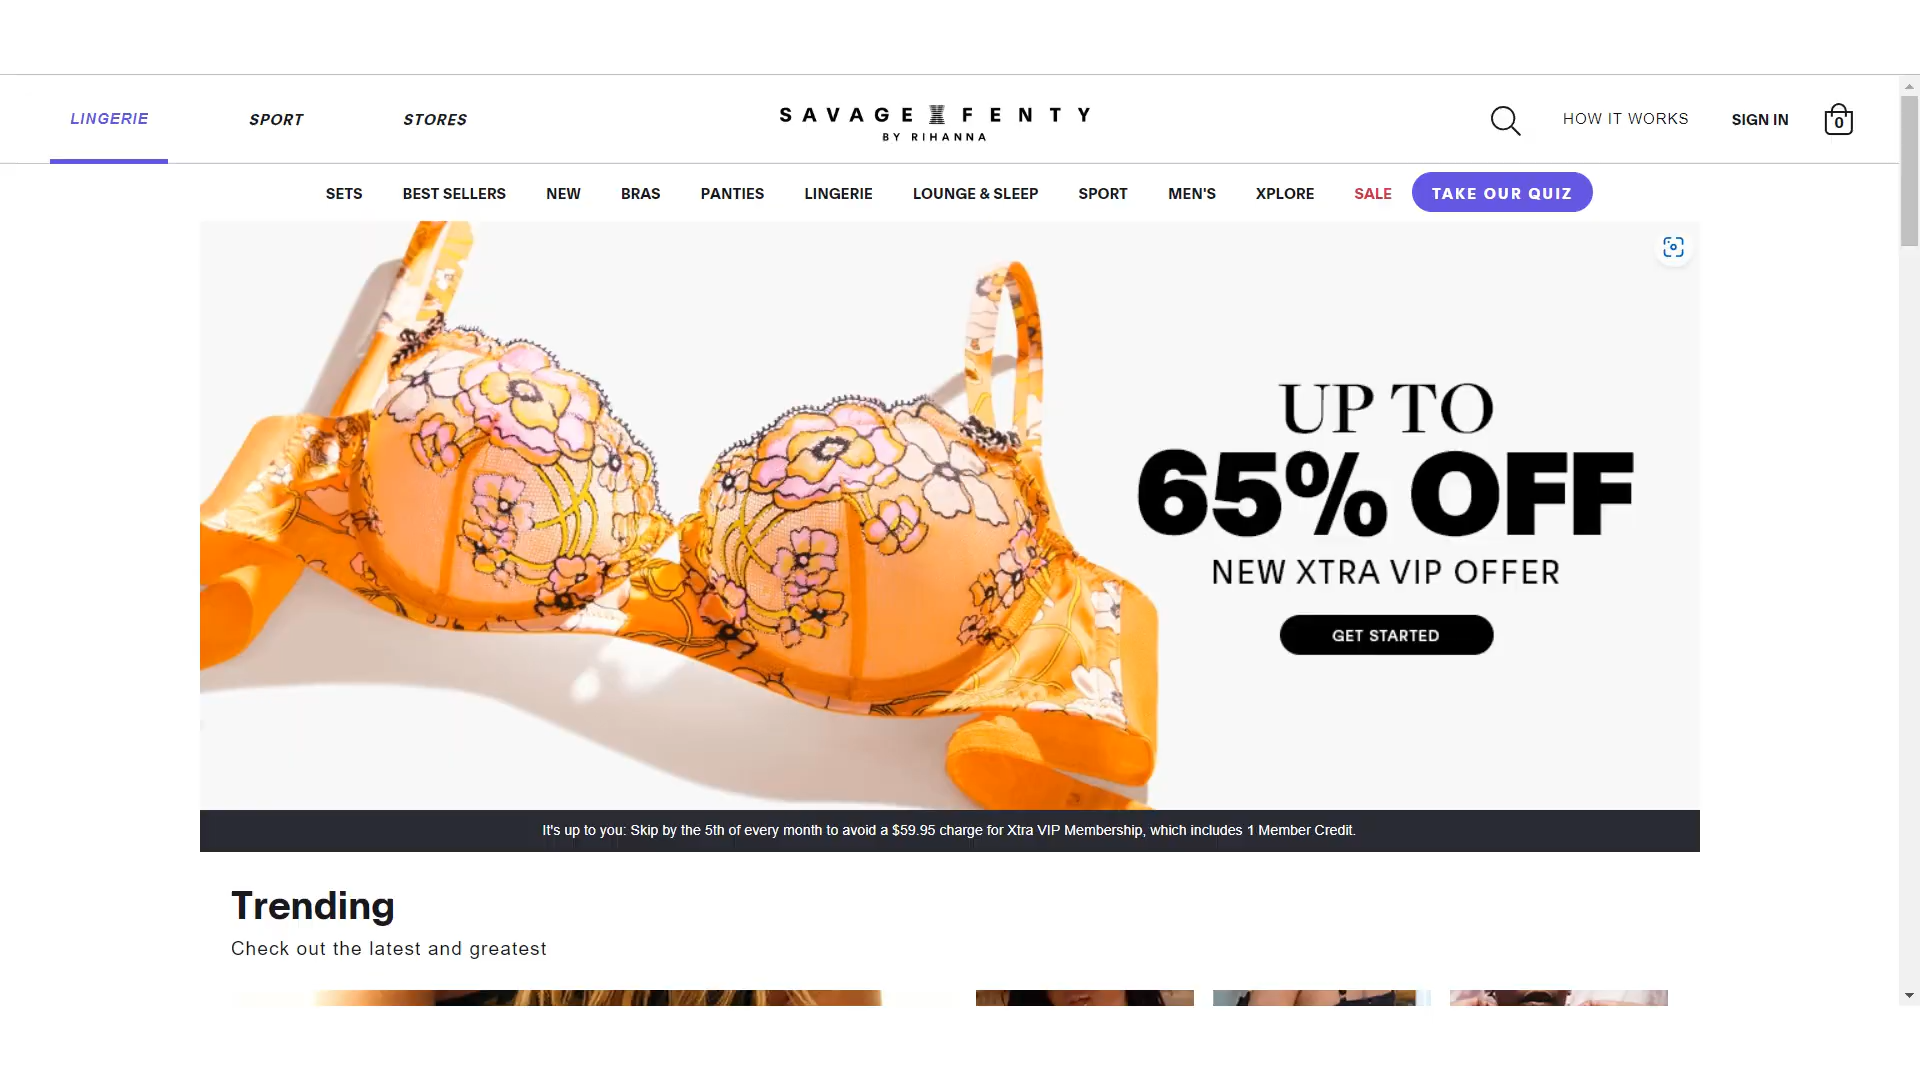 LINGERIE
SPORT
STORES
SAVAGE X FENTY
BY RIHANNA
HOW IT WORKS
SIGN IN
0
SETS
BEST SELLERS
NEW
BRAS
PANTIES
LINGERIE
LOUNGE & SLEEP
SPORT
MEN'S
XPLORE
SALE
TAKE OUR QUIZ
UP TO
65% OFF
NEW XTRA VIP OFFER
GET STARTED
It's up to you: Skip by the 5th of every month to avoid a $59.95 charge for Xtra VIP Membership, which includes 1 Member Credit.
Trending
Check out the latest and greatest